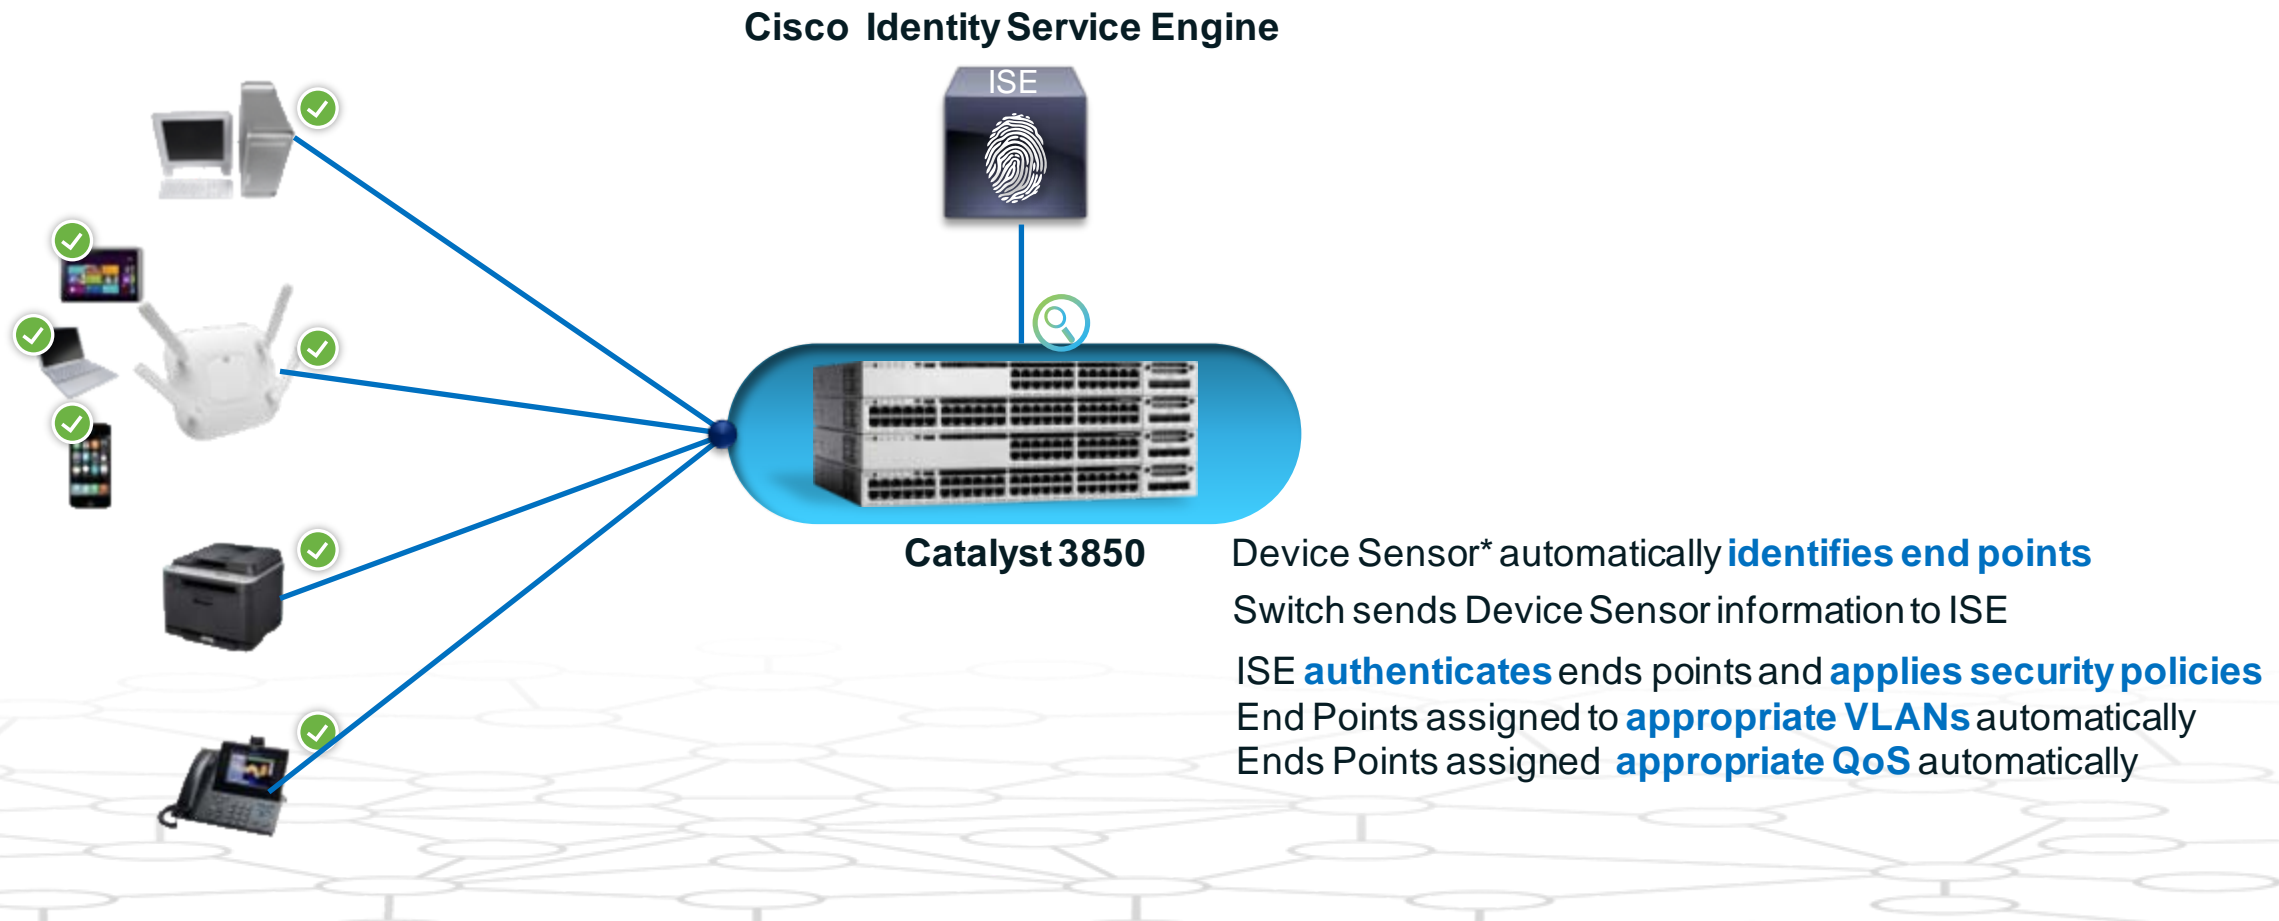 Cisco Identity Service Engine
ISE
Catalyst 3850
Device Sensor* automatically identifies end points
Switch sends Device Sensor information to ISE
ISE authenticates ends points and applies security policies
End Points assigned to appropriate VLANs automatically
Ends Points assigned appropriate QoS automatically